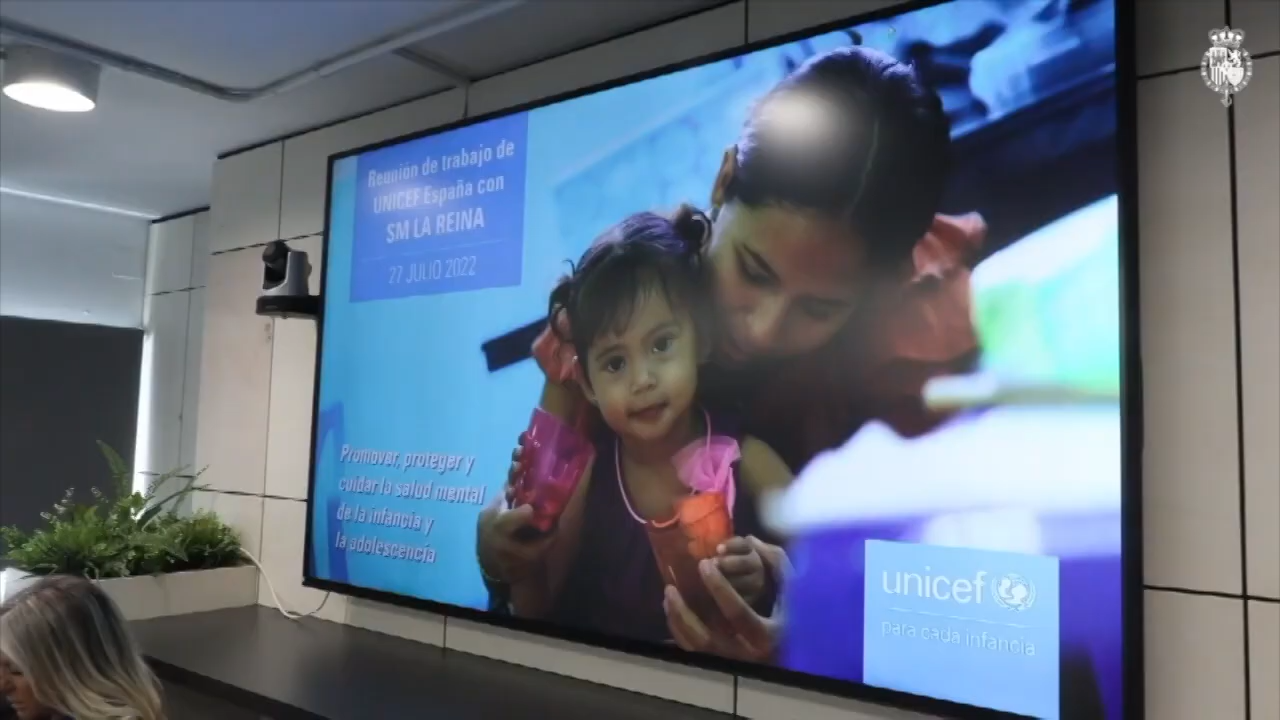 Reunión de trabajo de
UNICEF España con
SM LA REINA
27 JULIO 2022
Promover, proteger y
cuidar la salud mental
de la infancia y
la adolescencia
unicef
para cada infancia